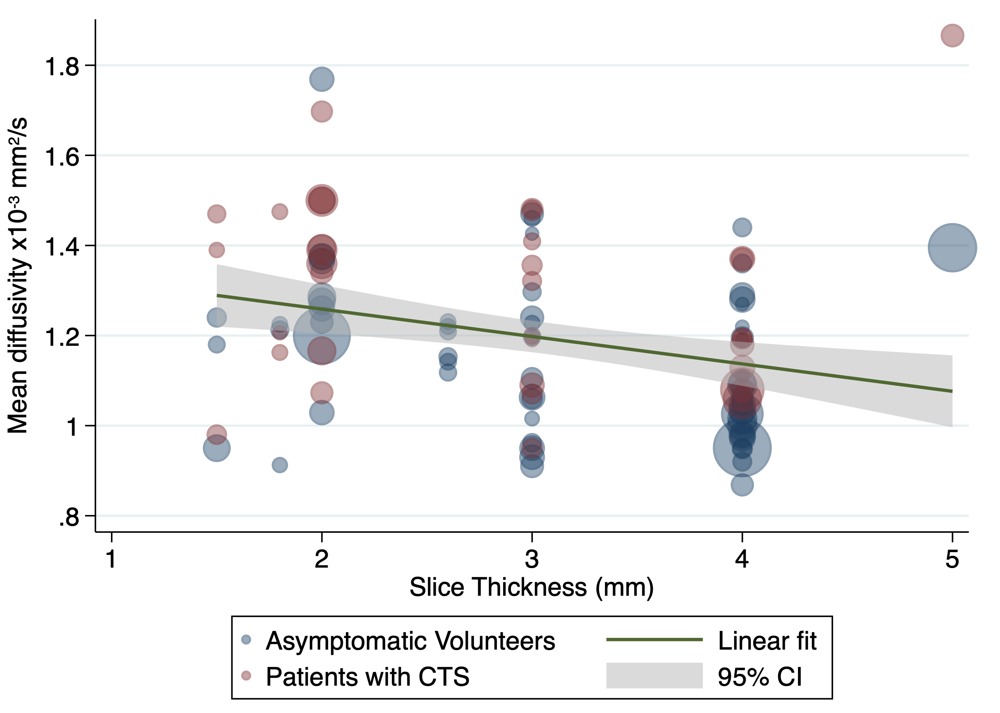 Mean diffusivity x10⁻³ mm²/s
1.8
1.6
1.4
1.2
1
.8
1 2 3 4 5
Slice Thickness (mm)
Asymptomatic Volunteers Linear fit
Patients with CTS 95% CI